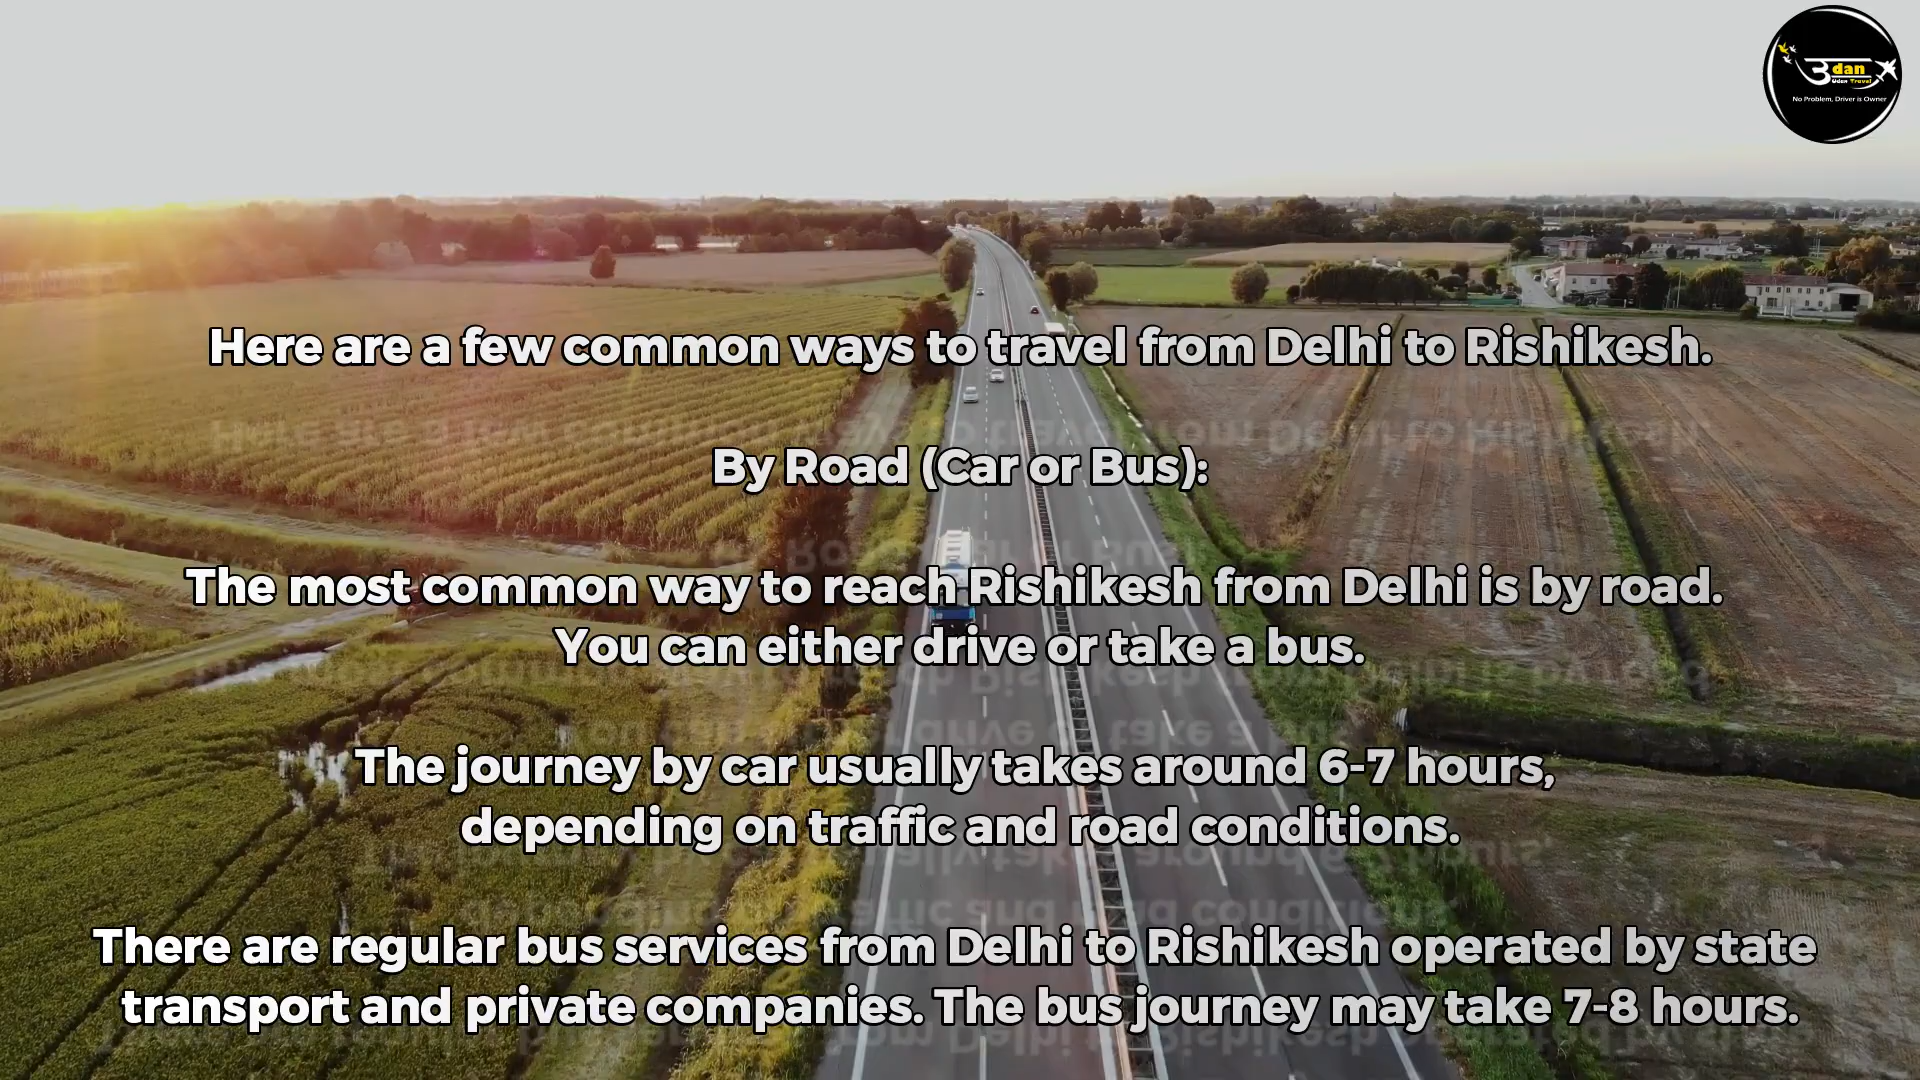 3dan
Udan Travel
No Problem, Driver is Owner
Here are a few common ways to travel from Delhi to Rishikesh.
By Road (Car or Bus):
The most common way to reach Rishikesh from Delhi is by road.
You can either drive or take a bus.
The journey by car usually takes around 6-7 hours,
depending on traffic and road conditions.
There are regular bus services from Delhi to Rishikesh operated by state
transport and private companies. The bus journey may take 7-8 hours.